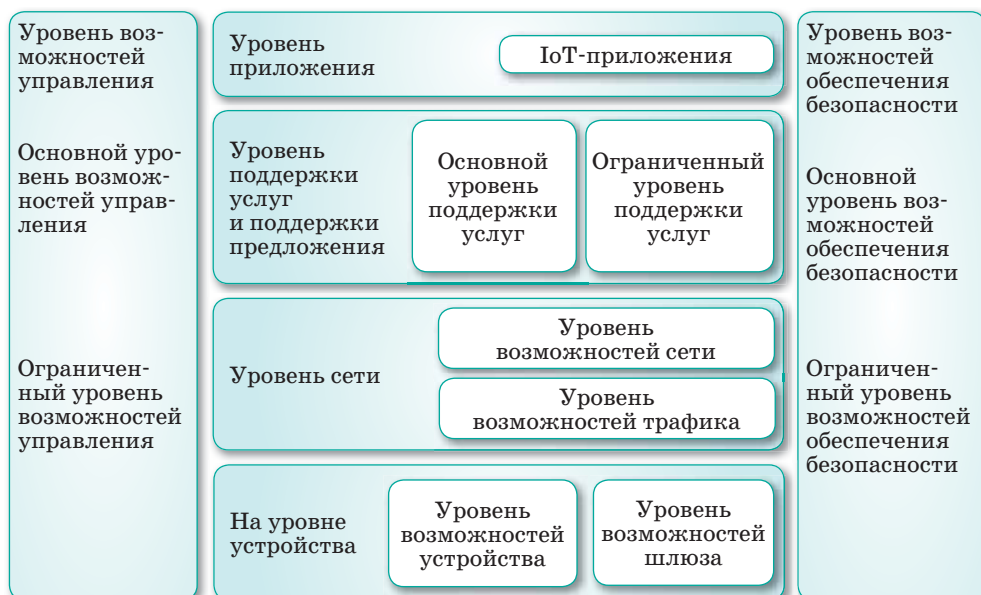 Уровень воз-
можностей
управления
Основной уро-
вень возмож-
ностей управ-
ления
Ограничен-
ный уровень
возможностей
управления
Уровень
приложения
IoT-приложения
Уровень
поддержки
услуг
и поддержки
предложения
Основной
уровень
поддержки
услуг
Ограниченный
уровень
поддержки
услуг
Уровень сети
Уровень
возможностей сети
Уровень
возможностей трафика
На уровне
устройства
Уровень
возможностей
устройства
Уровень
возможностей
шлюза
Уровень воз-
можностей
обеспечения
безопасности
Основной
уровень воз-
можностей
обеспечения
безопасности
Ограничен-
ный уровень
возможностей
обеспечения
безопасности